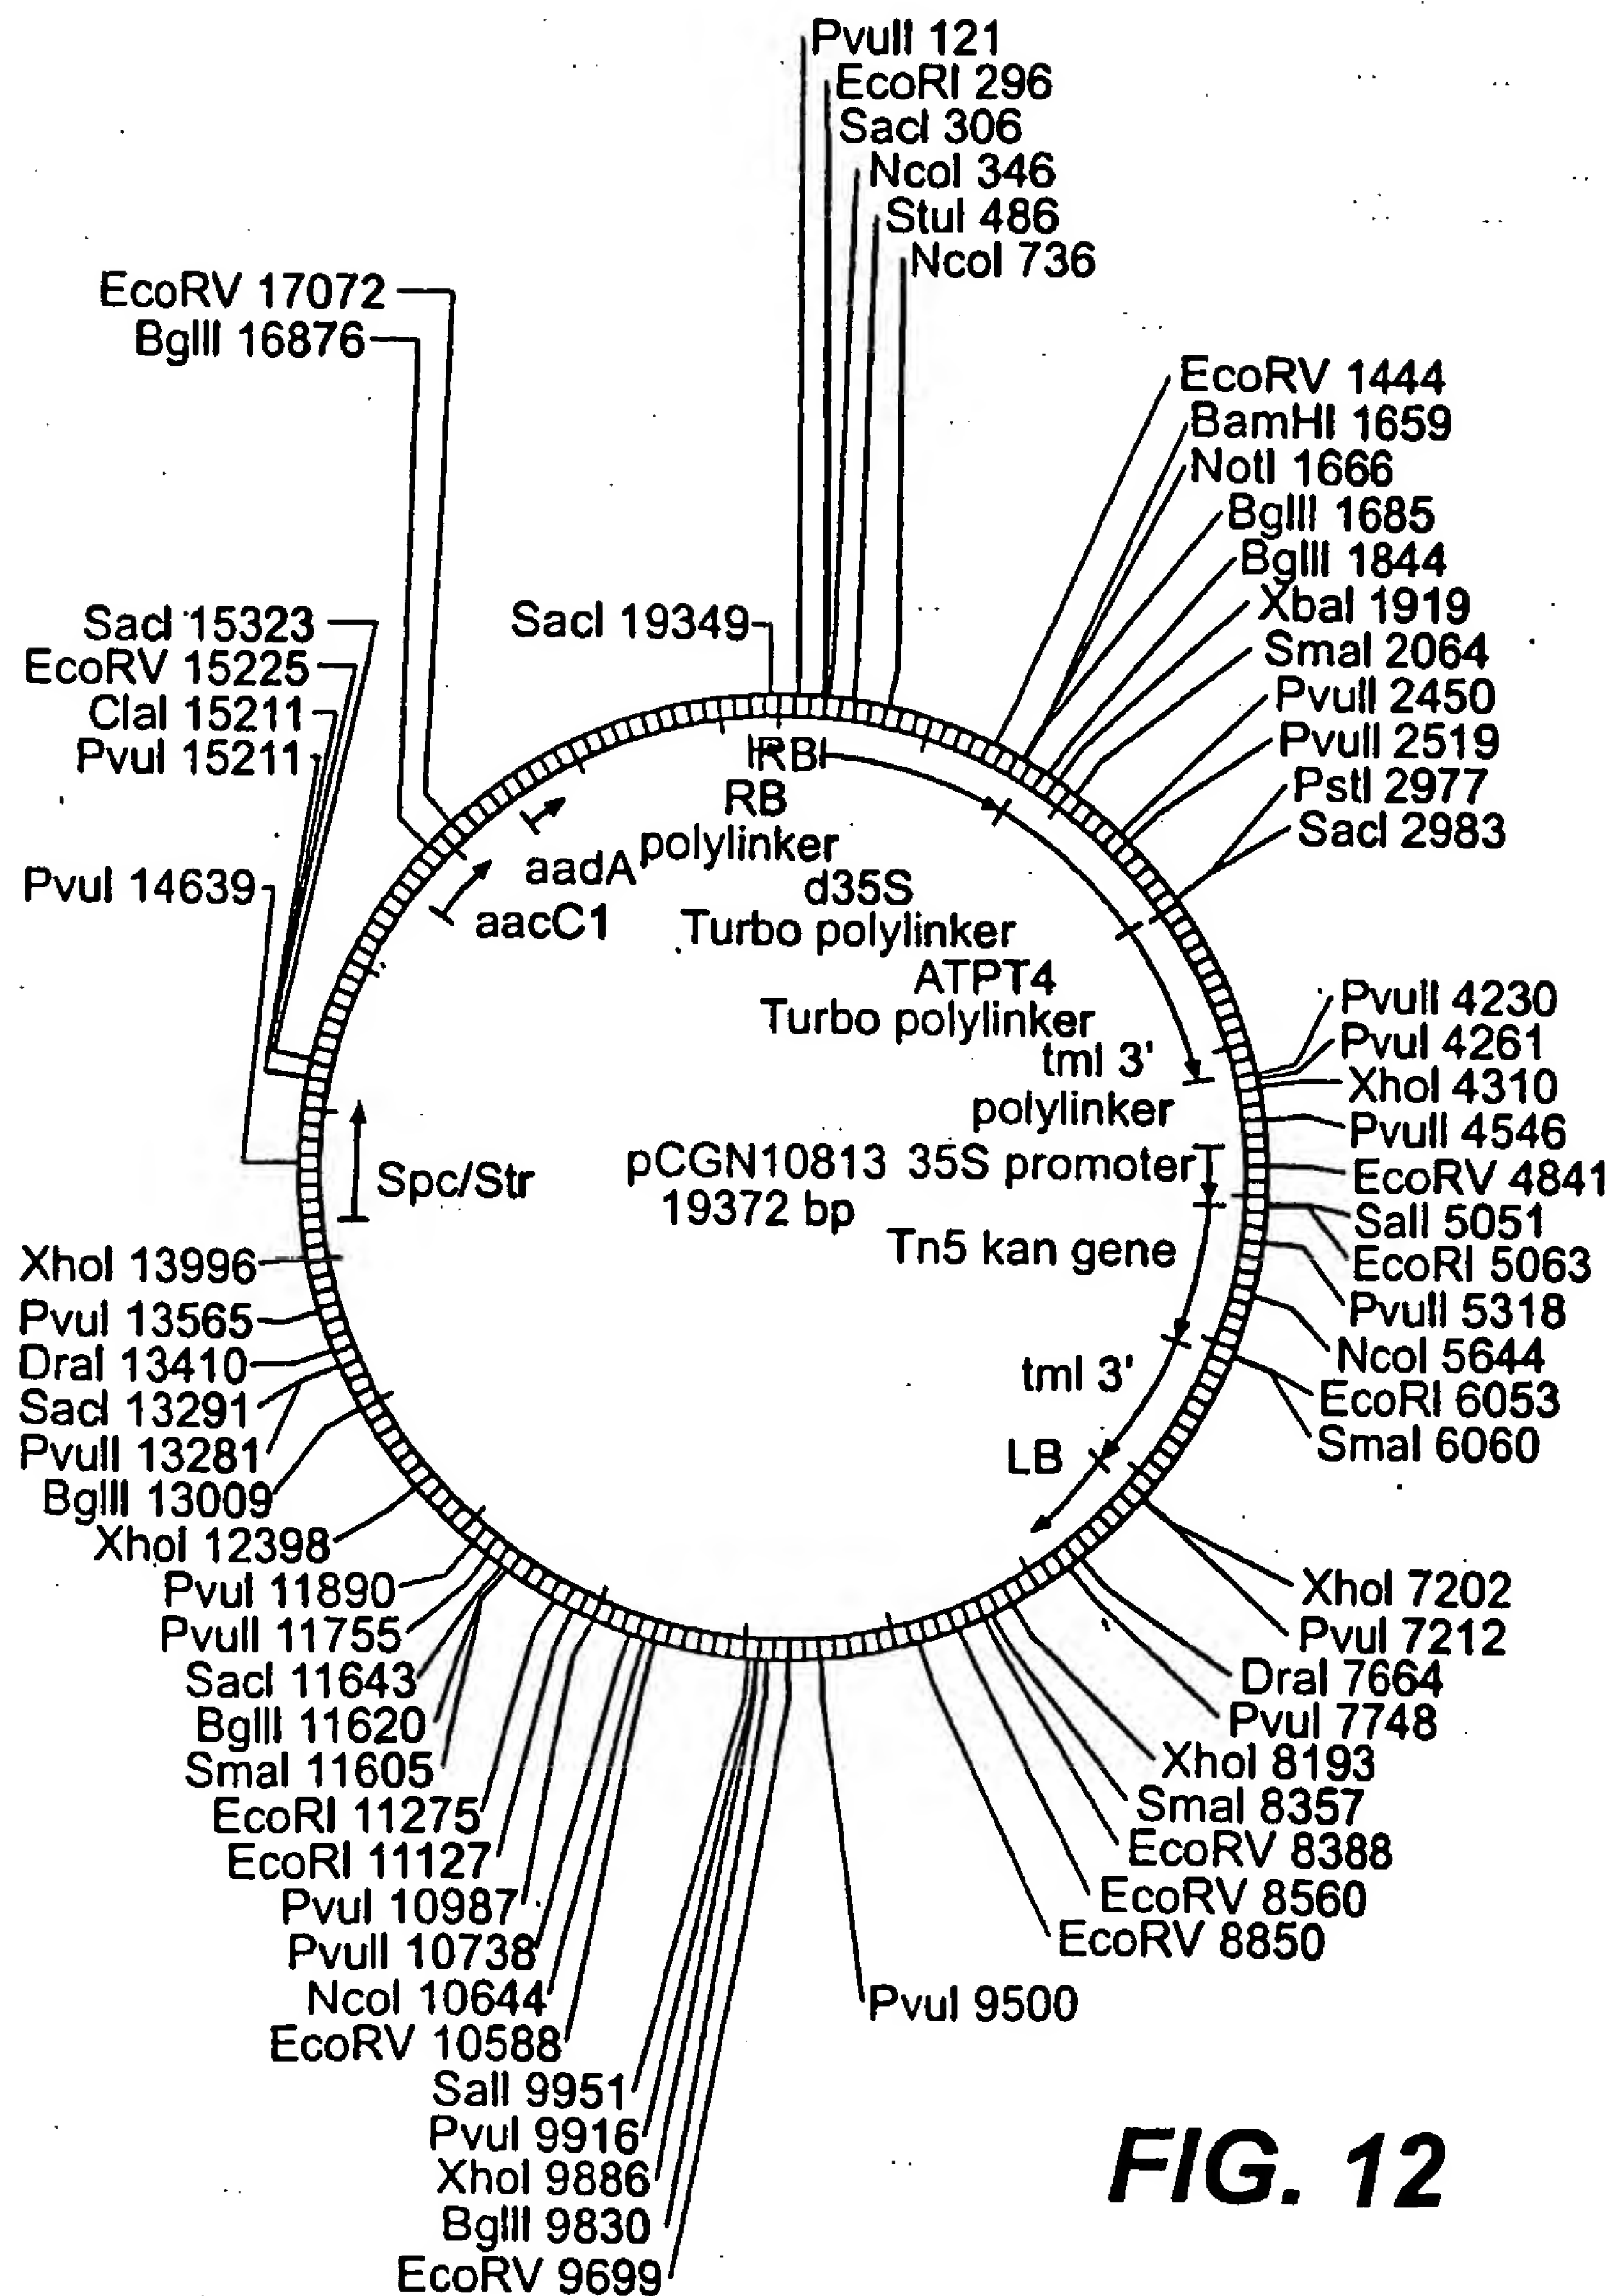 PvuII 121
EcoRI 296
SacI 306
NcoI 346
StuI 486
NcoI 736
EcoRV 17072
BglII 16876
EcoRV 1444
BamHI 1659
NotI 1666
BglII 1685
BglII 1844
XbaI 1919
SmaI 2064
PvuII 2450
PvuII 2519
PstI 2977
SacI 2983
SacI 15323
EcoRV 15225
ClaI 15211
PvuI 15211
SacI 19349
PvuI 14639
RB
RB
polylinker
aadA
d35S
aacC1
Turbo polylinker
ATPT4
Turbo polylinker
tml 3'
polylinker
PvuII 4230
PvuI 4261
XhoI 4310
PvuII 4546
EcoRV 4841
SalI 5051
EcoRI 5063
PvuII 5318
NcoI 5644
EcoRI 6053
SmaI 6060
Spc/Str
pCGN10813 35S promoter
19372 bp
Tn5 kan gene
tml 3'
LB
XhoI 13996
PvuI 13565
DraI 13410
SacI 13291
PvuII 13281
BglII 13009
XhoI 12398
PvuI 11890
PvuII 11755
SacI 11643
BglII 11620
SmaI 11605
EcoRI 11275
EcoRI 11127
PvuI 10987
PvuII 10738
NcoI 10644
EcoRV 10588
SalI 9951
PvuI 9916
XhoI 9886
BglII 9830
EcoRV 9699
XhoI 7202
PvuI 7212
DraI 7664
PvuI 7748
XhoI 8193
SmaI 8357
EcoRV 8388
EcoRV 8560
EcoRV 8850
PvuI 9500
FIG. 12